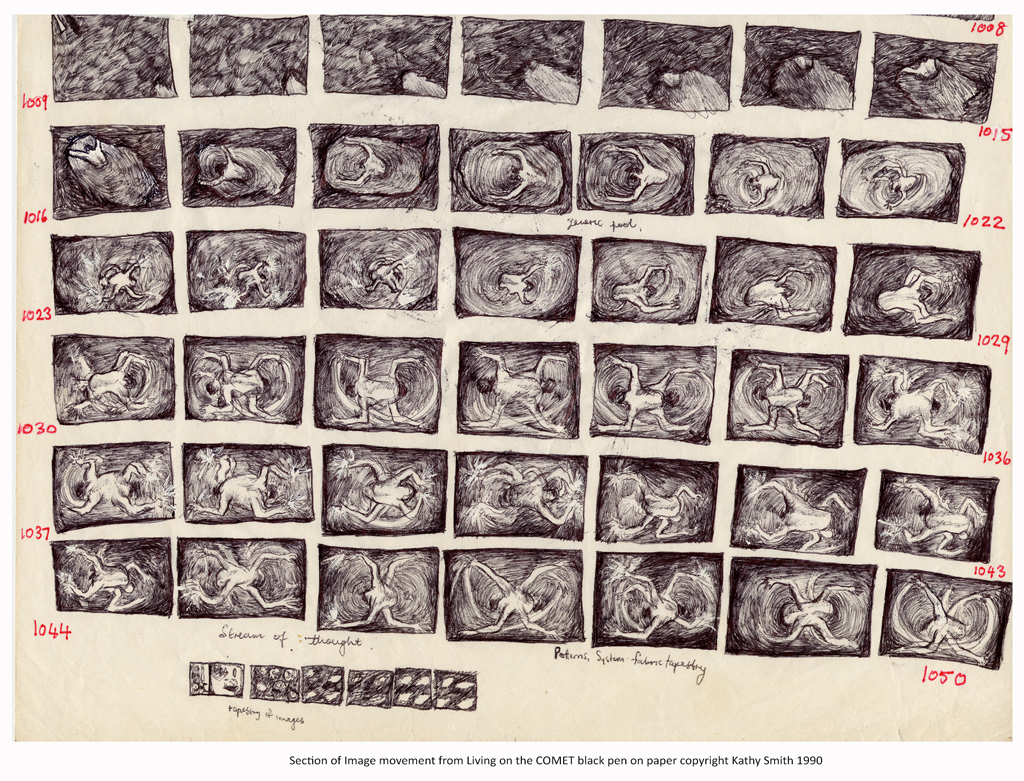 1008
1009
1015
1016
1022
generic pool,
1023
1029
1030
1036
1037
1043
1044
Stream of thought.
Patterns, System-fabric tapestry
1050
tapestry of images
Section of Image movement from Living on the COMET black pen on paper copyright Kathy Smith 1990